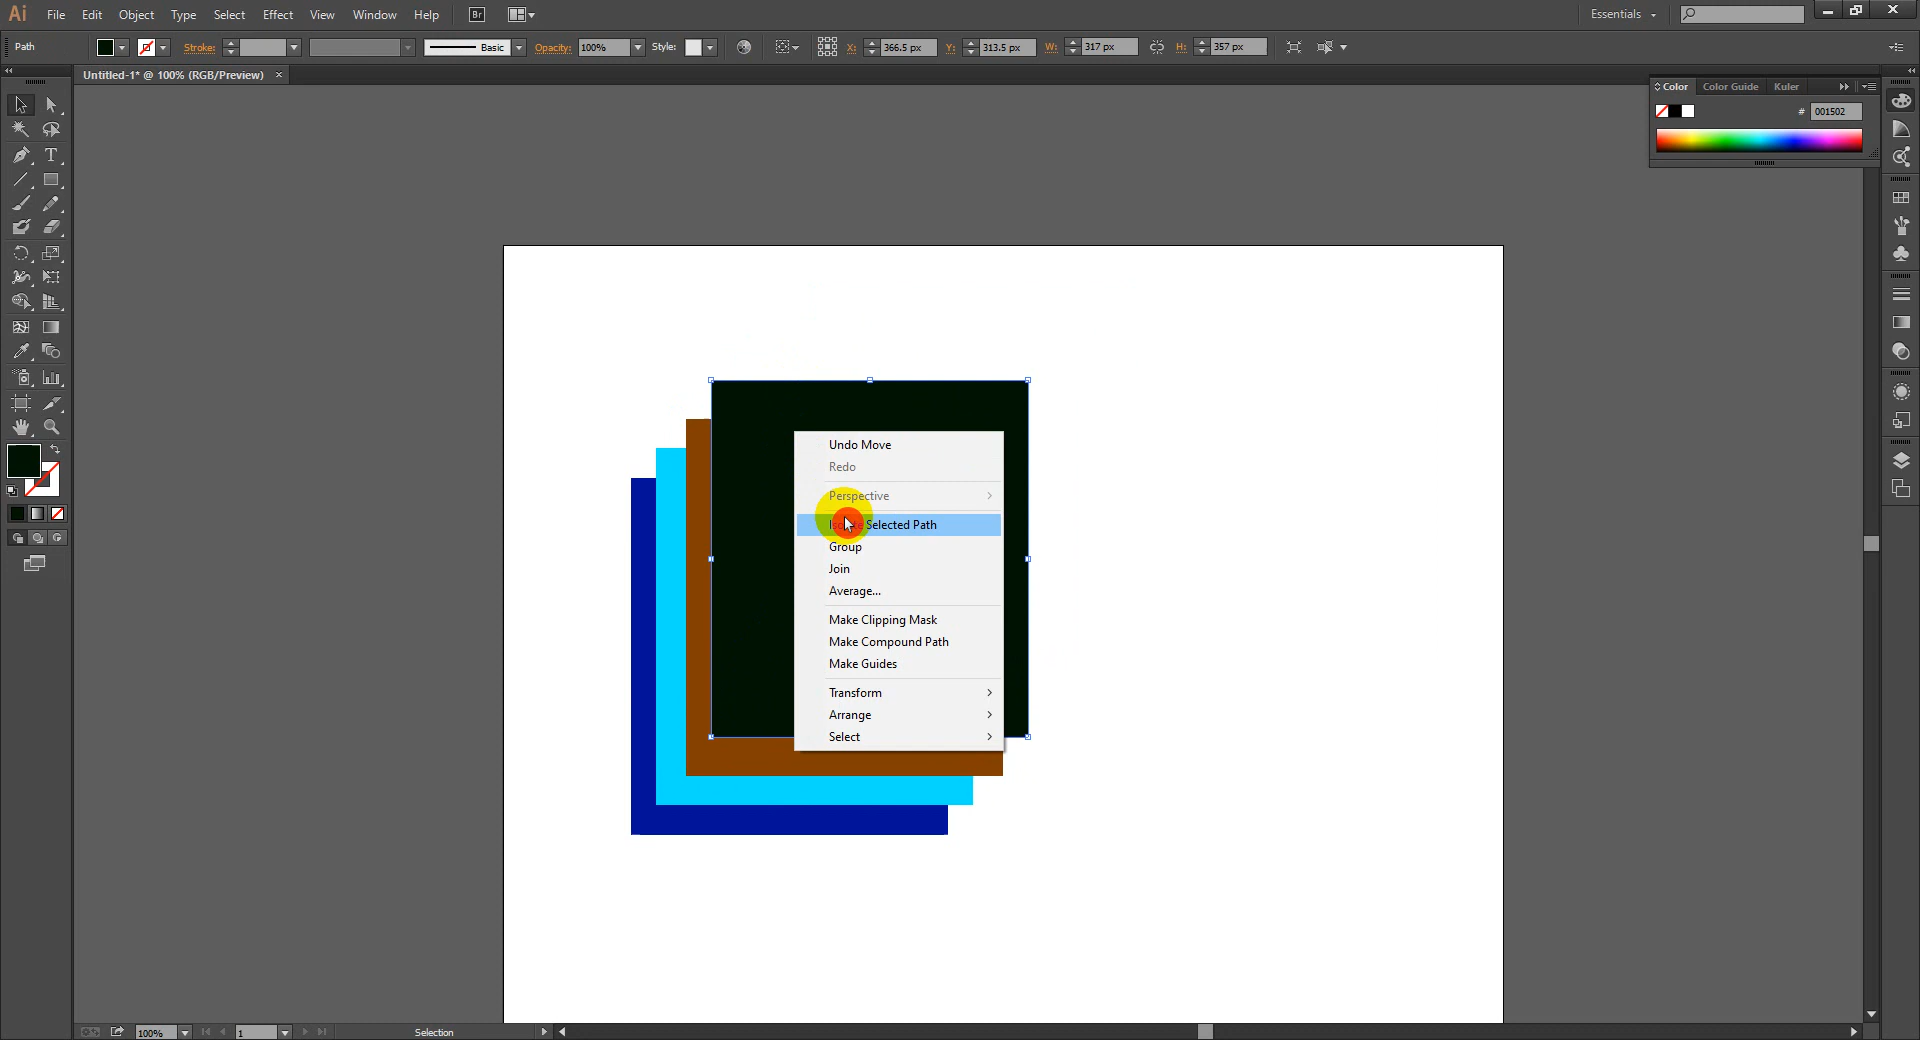 Ai File Edit Object Type Select Effect View Window Help Br Essentials
Path Stroke: Basic Opacity: 100% Style: X: 366.5 px Y: 313.5 px W: 317 px H: 357 px
Untitled-1* @ 100% (RGB/Preview) ×
Color Color Guide Kuler
# 001502
T
Undo Move
Redo
Perspective
Selected Path
Group
Join
Average...
Make Clipping Mask
Make Compound Path
Make Guides
Transform
Arrange
Select
100% 1 Selection